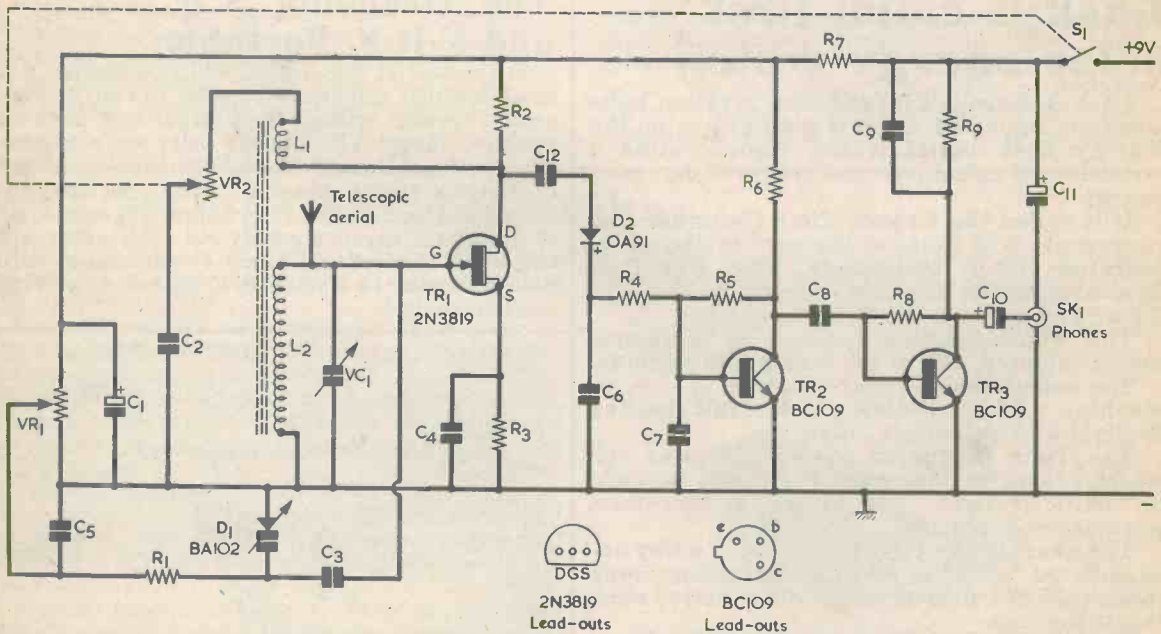 S1
+9V
R7
R2
C9
R9
L1
C12
VR2
R6
C11
Telescopic
aerial
D2
OA91
D
G
S
TR1
2N3819
R4
R5
C8
R8
C10
SK1
Phones
L2
VC1
C2
C6
TR2
BC109
TR3
BC109
VR1
C1
C4
R3
C7
C5
D1
BA102
R1
C3
+
+
+
+
−
DGS
2N3819
Lead-outs
e
b
c
BC109
Lead-outs